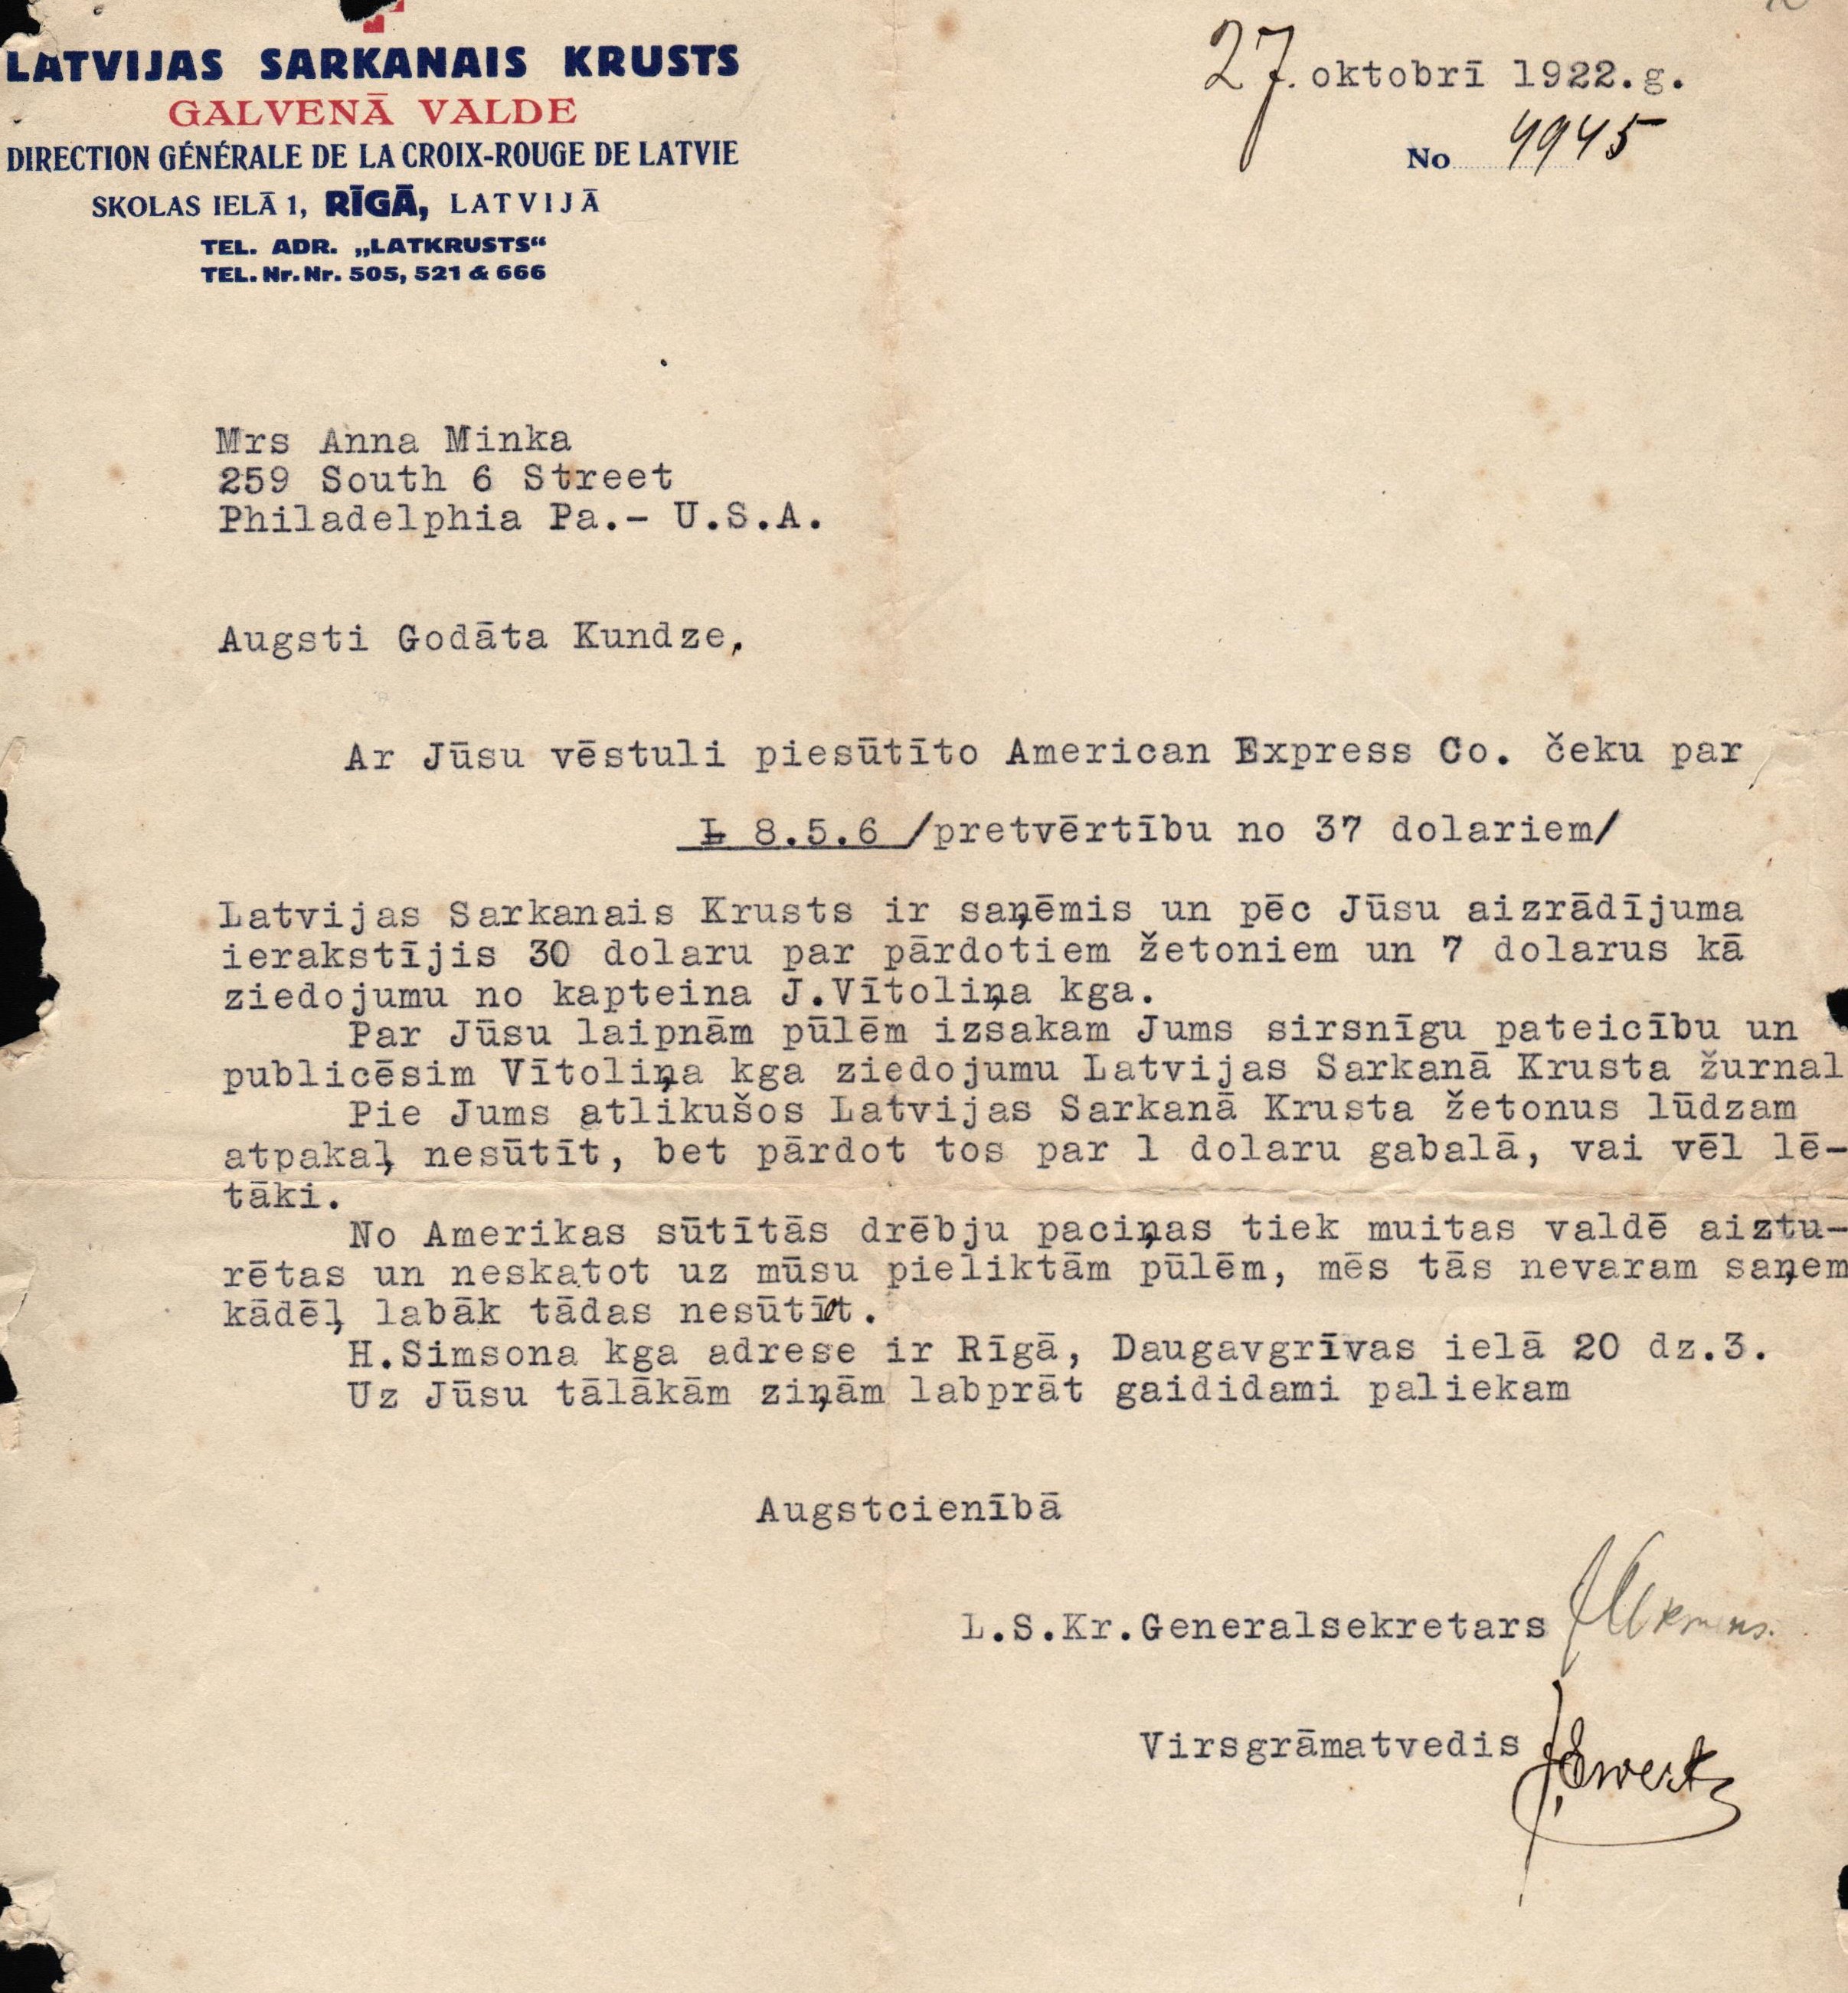 LATVIJAS SARKANAIS KRUSTS
GALVENĀ VALDE
DIRECTION GÉNÉRALE DE LA CROIX-ROUGE DE LATVIE
SKOLAS IELĀ 1, RĪGĀ, LATVIJĀ
TEL. ADR. „LATKRUSTS“
TEL. Nr. Nr. 505, 521 & 666
27. oktobrī 1922.g.
No 4945
Mrs Anna Minka
259 South 6 Street
Philadelphia Pa.- U.S.A.
Augsti Godāta Kundze,
Ar Jūsu vēstuli piesūtīto American Express Co. čeku par
Ł 8.5.6 /pretvērtību no 37 dolariem/
Latvijas Sarkanais Krusts ir saņēmis un pēc Jūsu aizrādījuma
ierakstījis 30 dolaru par pārdotiem žetoniem un 7 dolarus kā
ziedojumu no kapteina J.Vītoliņa kga.
Par Jūsu laipnām pūlēm izsakam Jums sirsnīgu pateicību un
publicēsim Vītoliņa kga ziedojumu Latvijas Sarkanā Krusta žurnal
Pie Jums atlikušos Latvijas Sarkanā Krusta žetonus lūdzam
atpakaļ nesūtīt, bet pārdot tos par 1 dolaru gabalā, vai vēl lē-
tāki.
No Amerikas sūtītās drēbju paciņas tiek muitas valdē aiztu-
rētas un neskatot uz mūsu pieliktām pūlēm, mēs tās nevaram saņem
kādēļ labāk tādas nesūtīt.
H.Simsona kga adrese ir Rīgā, Daugavgrīvas ielā 20 dz.3.
Uz Jūsu tālākām ziņām labprāt gaididami paliekam
Augstcienībā
L.S.Kr.Generalsekretars
Virsgrāmatvedis